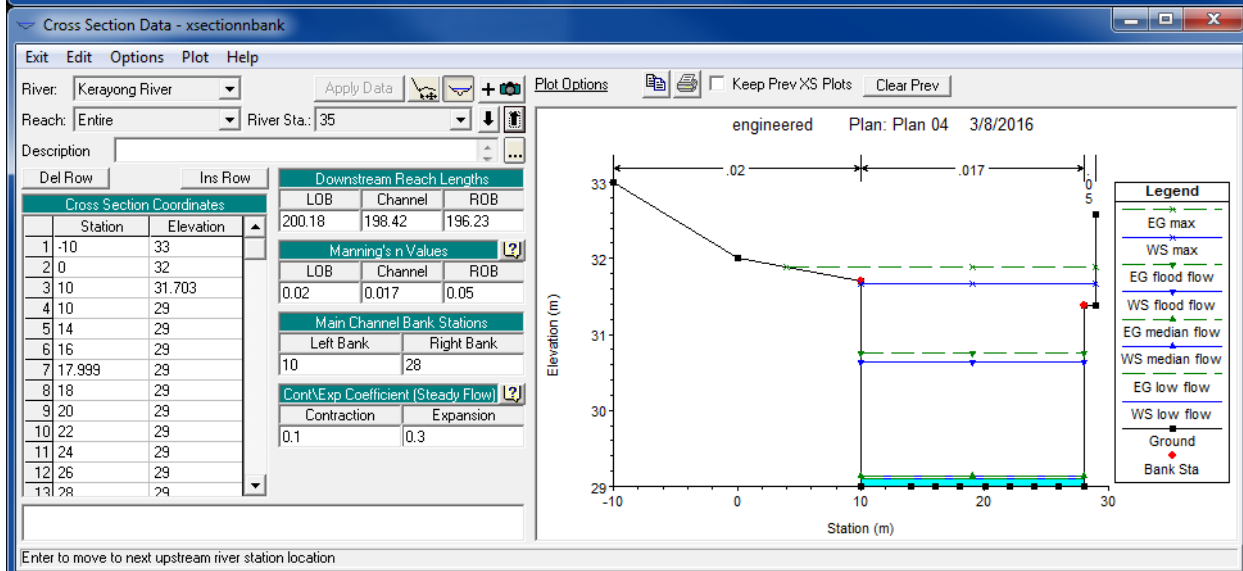 Cross Section Data - xsectionnbank
Exit Edit Options Plot Help
River: Kerayong River Apply Data + Plot Options Keep Prev XS Plots Clear Prev
Reach: Entire River Sta.: 35
Description ...
Del Row Ins Row
Cross Section Coordinates
Station Elevation
1 -10 33
2 0 32
3 10 31.703
4 10 29
5 14 29
6 16 29
7 17.999 29
8 18 29
9 20 29
10 22 29
11 24 29
12 26 29
13 28 29
Downstream Reach Lengths
LOB Channel ROB
200.18 198.42 196.23
Manning's n Values
LOB Channel ROB
0.02 0.017 0.05
Main Channel Bank Stations
Left Bank Right Bank
10 28
Cont\Exp Coefficient (Steady Flow)
Contraction Expansion
0.1 0.3
engineered Plan: Plan 04 3/8/2016
.02 .017 .05
33
32
31
30
29
Elevation (m)
-10 0 10 20 30
Station (m)
Legend
EG max
WS max
EG flood flow
WS flood flow
EG median flow
WS median flow
EG low flow
WS low flow
Ground
Bank Sta
Enter to move to next upstream river station location